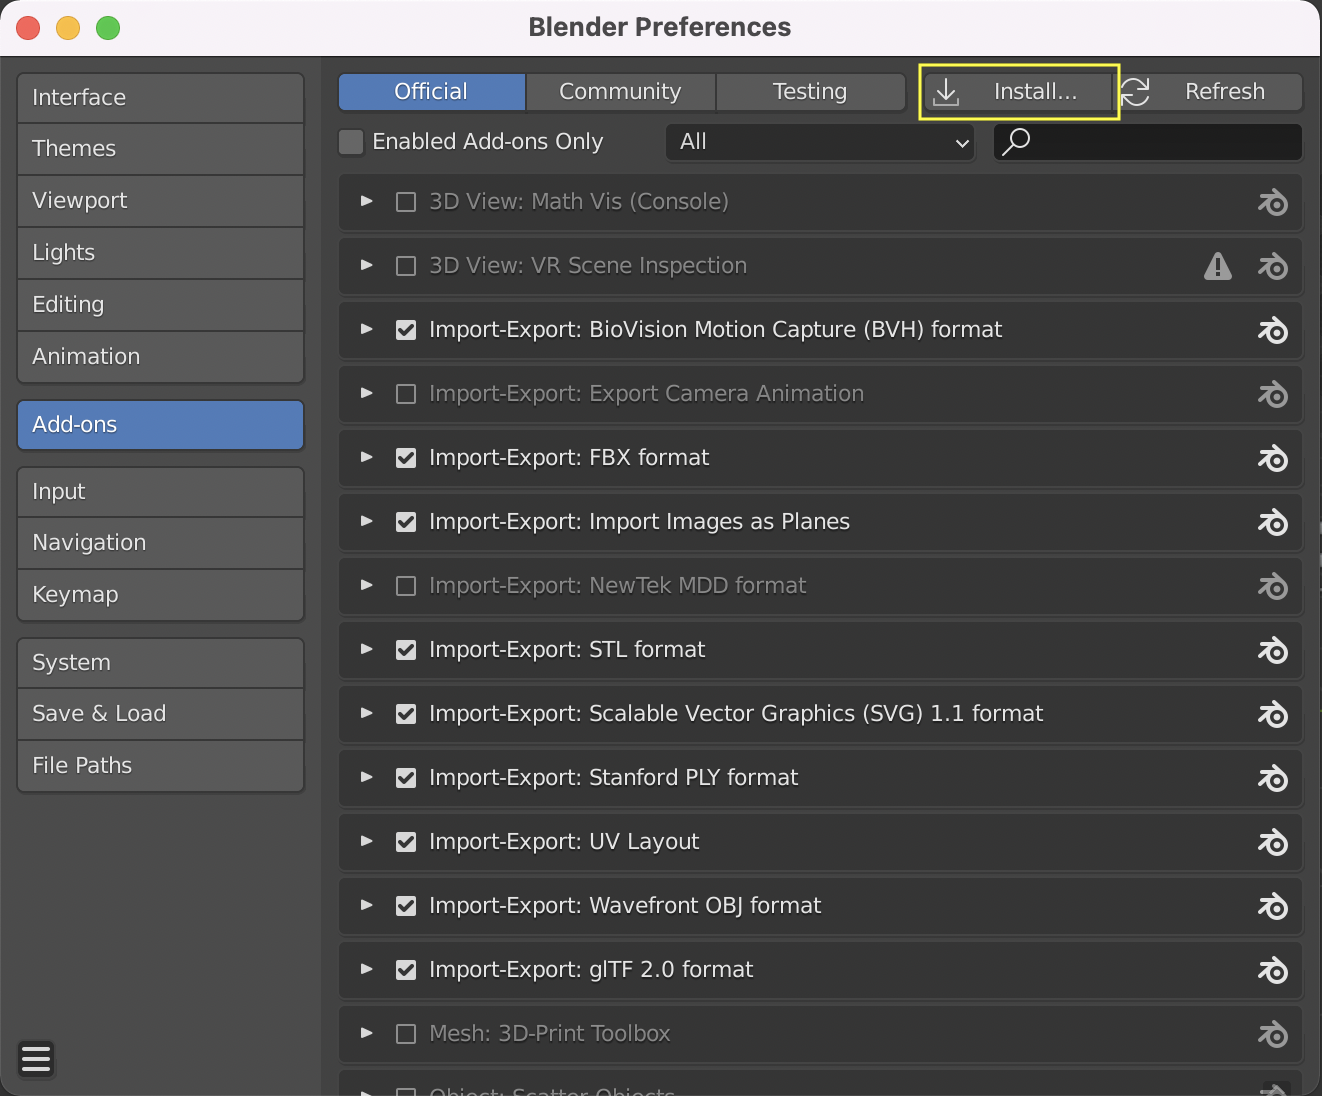 Blender Preferences
Interface
Themes
Viewport
Lights
Editing
Animation
Add-ons
Input
Navigation
Keymap
System
Save & Load
File Paths
Official Community Testing Install... Refresh
Enabled Add-ons Only All
3D View: Math Vis (Console)
3D View: VR Scene Inspection
Import-Export: BioVision Motion Capture (BVH) format
Import-Export: Export Camera Animation
Import-Export: FBX format
Import-Export: Import Images as Planes
Import-Export: NewTek MDD format
Import-Export: STL format
Import-Export: Scalable Vector Graphics (SVG) 1.1 format
Import-Export: Stanford PLY format
Import-Export: UV Layout
Import-Export: Wavefront OBJ format
Import-Export: glTF 2.0 format
Mesh: 3D-Print Toolbox
Object: Scatter Objects